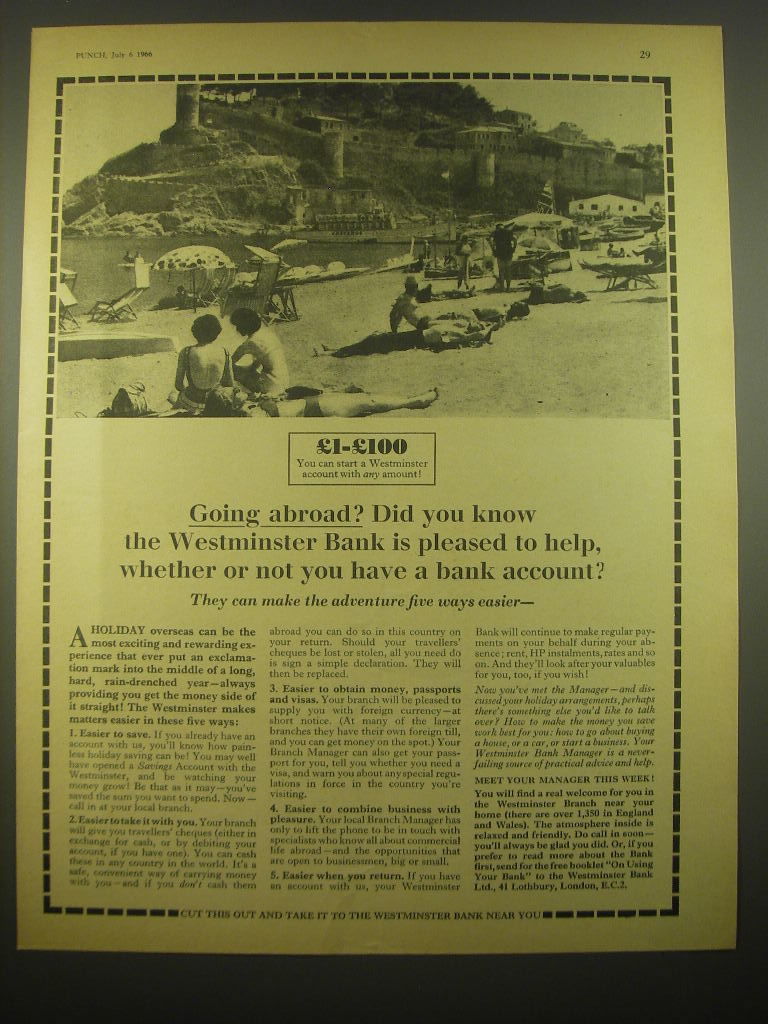 PUNCH, July 6 1966
29
£1-£100
You can start a Westminster
account with any amount!
Going abroad? Did you know
the Westminster Bank is pleased to help,
whether or not you have a bank account?
They can make the adventure five ways easier—
A HOLIDAY overseas can be the
most exciting and rewarding ex-
perience that ever put an exclama-
tion mark into the middle of a long,
hard, rain-drenched year—always
providing you get the money side of
it straight! The Westminster makes
matters easier in these five ways:
1. Easier to save. If you already have an
account with us, you'll know how pain-
less holiday saving can be! You may well
have opened a Savings Account with the
Westminster, and be watching your
money grow! Be that as it may—you've
saved the sum you want to spend. Now—
call in at your local branch.
2. Easier to take it with you. Your branch
will give you travellers' cheques (either in
exchange for cash, or by debiting your
account, if you have one). You can cash
these in any country in the world. It's a
safe, convenient way of carrying money
with you—and if you don't cash them
abroad you can do so in this country on
your return. Should your travellers'
cheques be lost or stolen, all you need do
is sign a simple declaration. They will
then be replaced.
3. Easier to obtain money, passports
and visas. Your branch will be pleased to
supply you with foreign currency—at
short notice. (At many of the larger
branches they have their own foreign till,
and you can get money on the spot.) Your
Branch Manager can also get your pass-
port for you, tell you whether you need a
visa, and warn you about any special regu-
lations in force in the country you're
visiting.
4. Easier to combine business with
pleasure. Your local Branch Manager has
only to lift the phone to be in touch with
specialists who know all about commercial
life abroad—and the opportunities that
are open to businessmen, big or small.
5. Easier when you return. If you have
an account with us, your Westminster
Bank will continue to make regular pay-
ments on your behalf during your ab-
sence; rent, HP instalments, rates and so
on. And they'll look after your valuables
for you, too, if you wish!
Now you've met the Manager—and dis-
cussed your holiday arrangements, perhaps
there's something else you'd like to talk
over? How to make the money you save
work best for you: how to go about buying
a house, or a car, or start a business. Your
Westminster Bank Manager is a never-
failing source of practical advice and help.
MEET YOUR MANAGER THIS WEEK!
You will find a real welcome for you in
the Westminster Branch near your
home (there are over 1,350 in England
and Wales). The atmosphere inside is
relaxed and friendly. Do call in soon—
you'll always be glad you did. Or, if you
prefer to read more about the Bank
first, send for the free booklet "On Using
Your Bank" to the Westminster Bank
Ltd., 41 Lothbury, London, E.C.2.
CUT THIS OUT AND TAKE IT TO THE WESTMINSTER BANK NEAR YOU